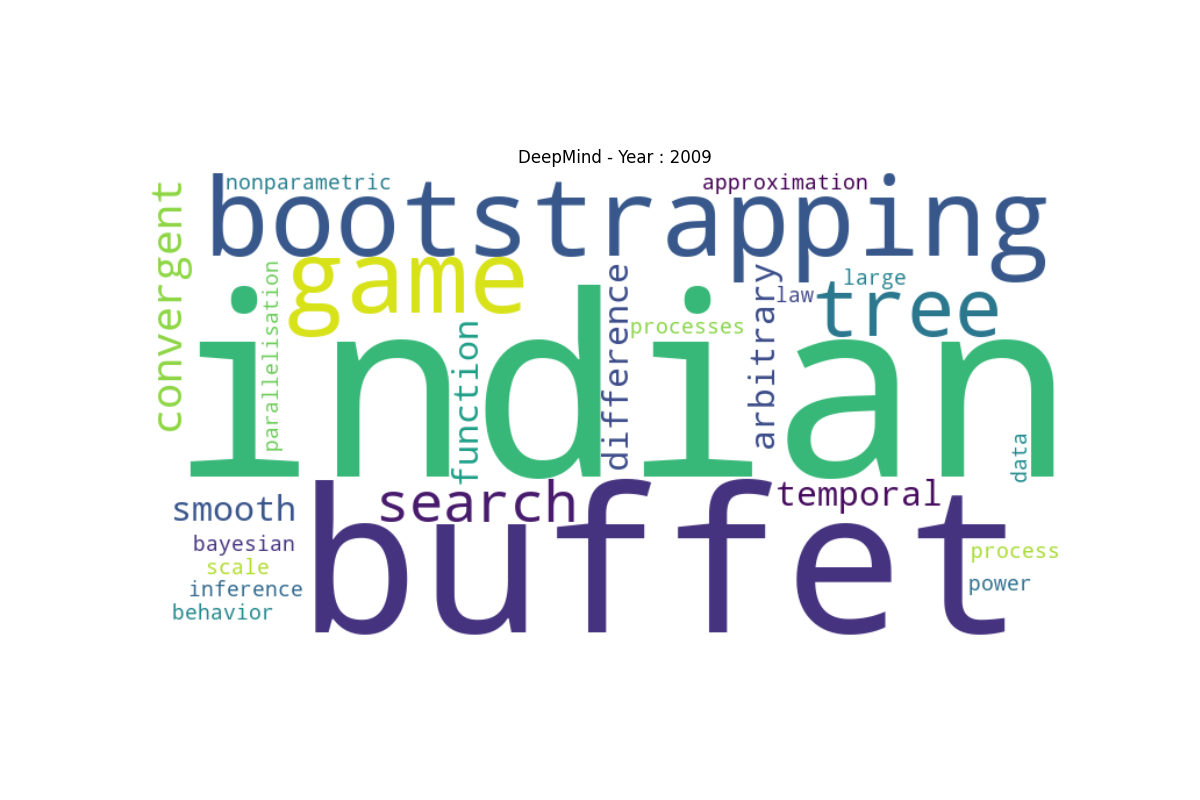 DeepMind - Year : 2009
nonparametric
approximation
convergent
bootstrapping
game
parallelisation
difference
arbitrary
large
law
tree
processes
function
indian
data
search
temporal
smooth
buffet
bayesian
process
scale
inference
power
behavior